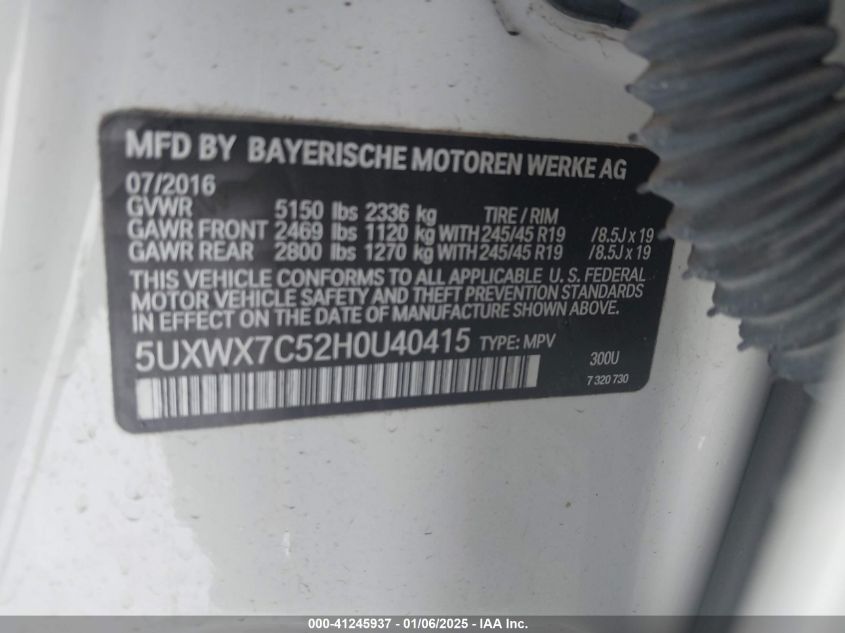 MFD BY BAYERISCHE MOTOREN WERKE AG
07/2016
GVWR 5150 lbs 2336 kg TIRE / RIM
GAWR FRONT 2469 lbs 1120 kg WITH 245/45 R19 /8.5J x 19
GAWR REAR 2800 lbs 1270 kg WITH 245/45 R19 /8.5J x 19
THIS VEHICLE CONFORMS TO ALL APPLICABLE U.S. FEDERAL
MOTOR VEHICLE SAFETY AND THEFT PREVENTION STANDARDS
IN EFFECT ON THE DATE OF MANUFACTURE SHOWN ABOVE.
5UXWX7C52H0U40415 TYPE: MPV 300U
7 320 730
000-41245937 - 01/06/2025 - IAA Inc.